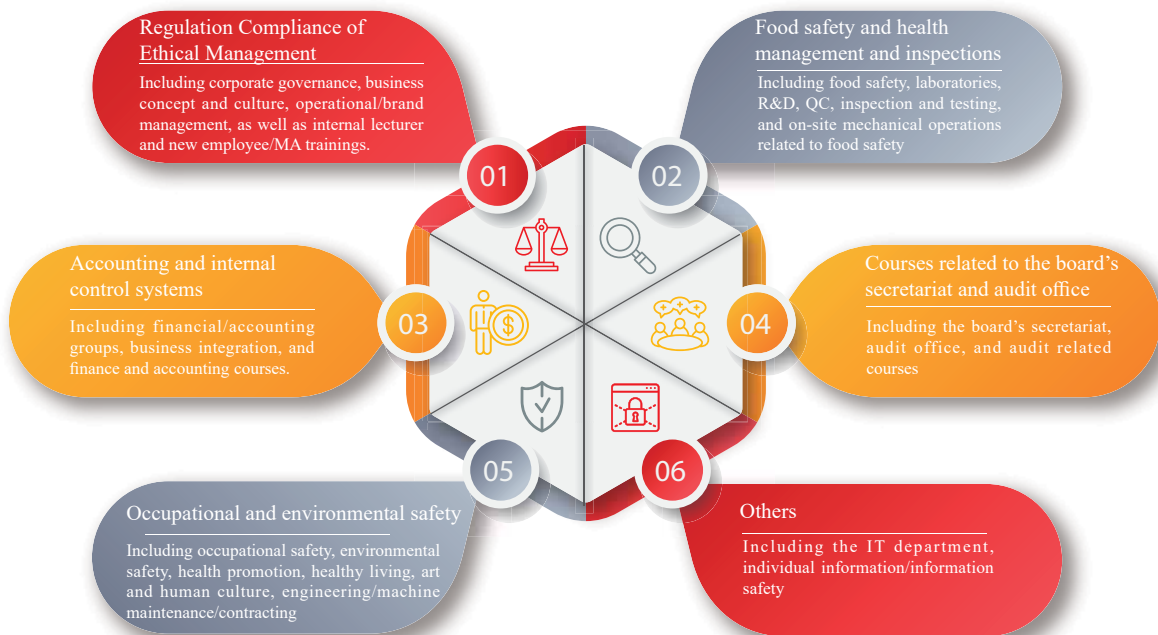 Regulation Compliance of
Ethical Management
Including corporate governance, business
concept and culture, operational/brand
management, as well as internal lecturer
and new employee/MA trainings.
01
Food safety and health
management and inspections
Including food safety, laboratories,
R&D, QC, inspection and testing,
and on-site mechanical operations
related to food safety
02
Accounting and internal
control systems
Including financial/accounting
groups, business integration, and
finance and accounting courses.
03
$
Courses related to the board’s
secretariat and audit office
Including the board’s secretariat,
audit office, and audit related
courses
04
Occupational and environmental safety
Including occupational safety, environmental
safety, health promotion, healthy living, art
and human culture, engineering/machine
maintenance/contracting
05
Others
Including the IT department,
individual information/information
safety
06